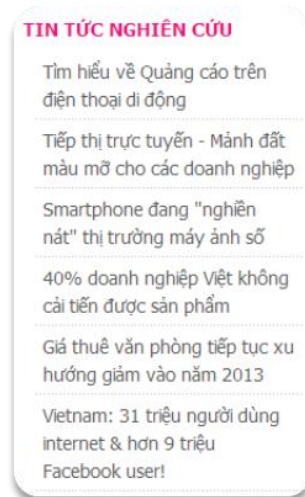 TIN TỨC NGHIÊN CỨU
Tìm hiểu về Quảng cáo trên
điện thoại di động
Tiếp thị trực tuyến - Mảnh đất
màu mỡ cho các doanh nghiệp
Smartphone đang "nghiền
nát" thị trường máy ảnh số
40% doanh nghiệp Việt không
cải tiến được sản phẩm
Giá thuê văn phòng tiếp tục xu
hướng giảm vào năm 2013
Vietnam: 31 triệu người dùng
internet & hơn 9 triệu
Facebook user!